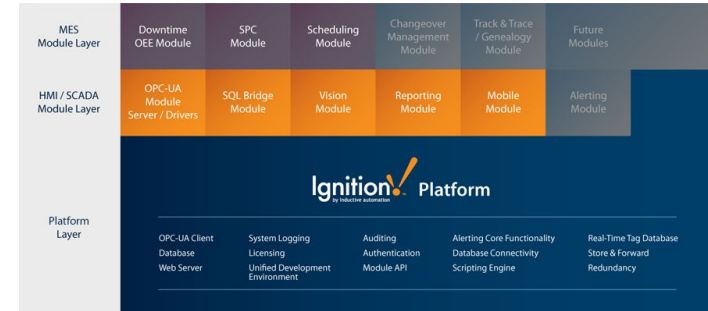 MES
Module Layer
Downtime
OEE Module
SPC
Module
Scheduling
Module
Changeover
Management
Module
Track & Trace
/ Genealogy
Module
Future
Modules
HMI / SCADA
Module Layer
OPC-UA
Module
Server / Drivers
SQL Bridge
Module
Vision
Module
Reporting
Module
Mobile
Module
Alerting
Module
Platform
Layer
Ignition! Platform
by inductive automation
OPC-UA Client
Database
Web Server
System Logging
Licensing
Unified Development
Environment
Auditing
Authentication
Module API
Alerting Core Functionality
Database Connectivity
Scripting Engine
Real-Time Tag Database
Store & Forward
Redundancy